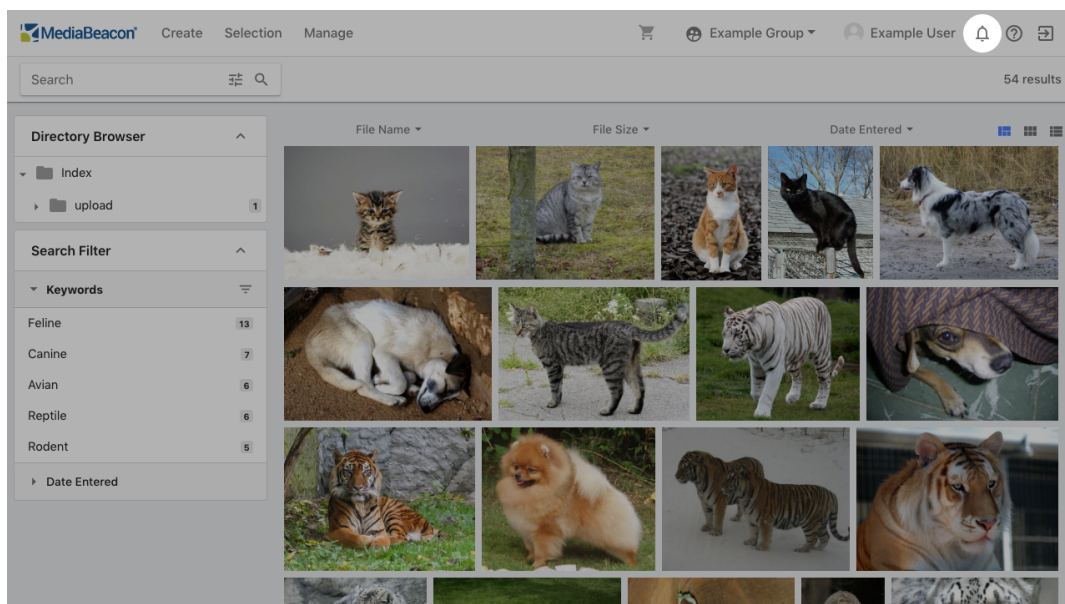 MediaBeacon® Create Selection Manage Example Group Example User
Search 54 results
Directory Browser
Index
upload 1
Search Filter
Keywords
Feline 13
Canine 7
Avian 6
Reptile 6
Rodent 5
Date Entered
File Name File Size Date Entered